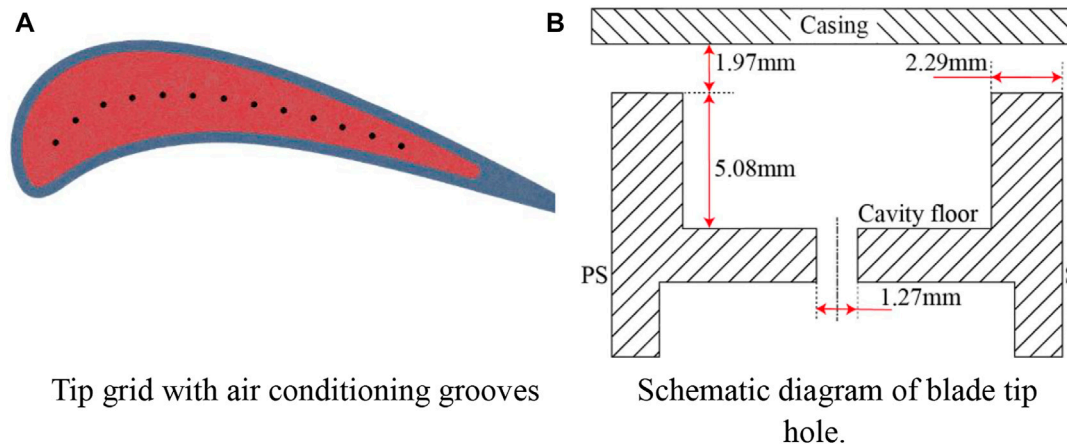 A
B
Casing
1.97mm
2.29mm
5.08mm
Cavity floor
PS
1.27mm
Tip grid with air conditioning grooves
Schematic diagram of blade tip
hole.